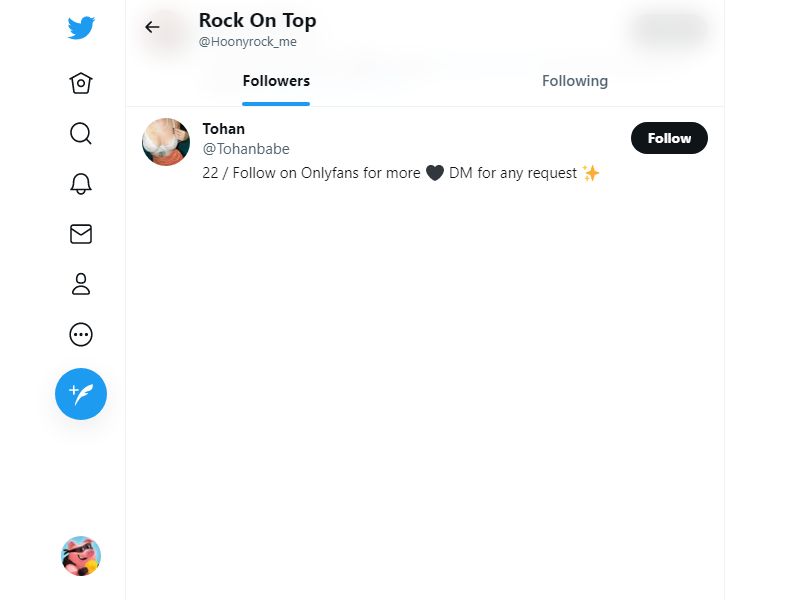 Rock On Top
@Hoonyrock_me
Followers
Following
Tohan
@Tohanbabe
Follow
22 / Follow on Onlyfans for more 🖤 DM for any request ✨